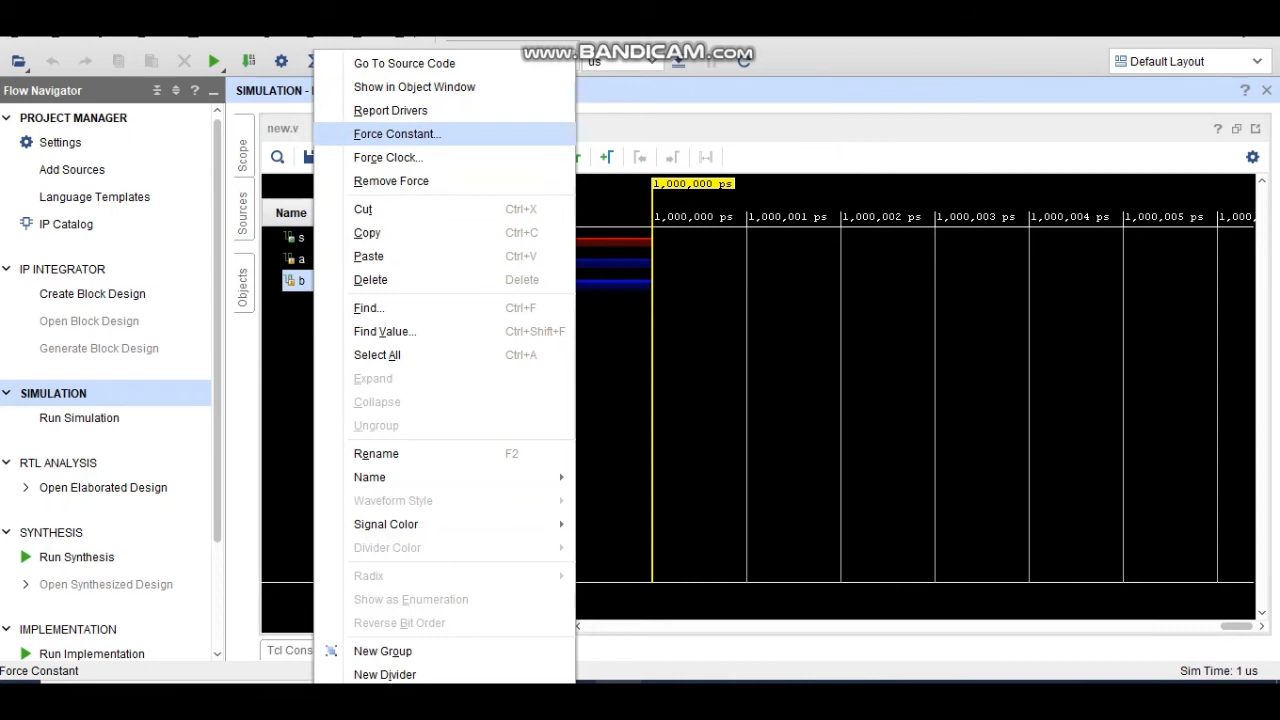 www.BANDICAM.com
us
Default Layout
Flow Navigator
PROJECT MANAGER
Settings
Add Sources
Language Templates
IP Catalog
IP INTEGRATOR
Create Block Design
Open Block Design
Generate Block Design
SIMULATION
Run Simulation
RTL ANALYSIS
Open Elaborated Design
SYNTHESIS
Run Synthesis
Open Synthesized Design
IMPLEMENTATION
Run Implementation
Force Constant
SIMULATION -
Scope
Sources
Objects
new.v
Name
s
a
b
Tcl Cons
Go To Source Code
Show in Object Window
Report Drivers
Force Constant...
Force Clock...
Remove Force
Cut Ctrl+X
Copy Ctrl+C
Paste Ctrl+V
Delete Delete
Find... Ctrl+F
Find Value... Ctrl+Shift+F
Select All Ctrl+A
Expand
Collapse
Ungroup
Rename F2
Name
Waveform Style
Signal Color
Divider Color
Radix
Show as Enumeration
Reverse Bit Order
New Group
New Divider
1,000,000 ps
1,000,000 ps 1,000,001 ps 1,000,002 ps 1,000,003 ps 1,000,004 ps 1,000,005 ps 1,000,
Sim Time: 1 us